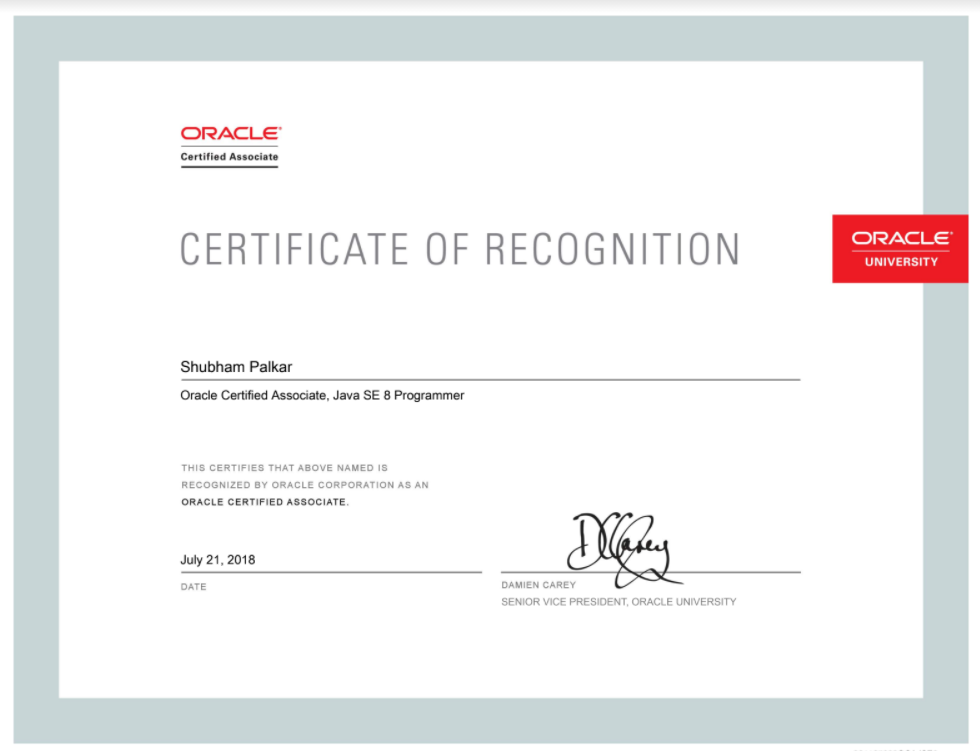 ORACLE®
Certified Associate
CERTIFICATE OF RECOGNITION
ORACLE®
UNIVERSITY
Shubham Palkar
Oracle Certified Associate, Java SE 8 Programmer
THIS CERTIFIES THAT ABOVE NAMED IS
RECOGNIZED BY ORACLE CORPORATION AS AN
ORACLE CERTIFIED ASSOCIATE.
DCarey
July 21, 2018
DATE
DAMIEN CAREY
SENIOR VICE PRESIDENT, ORACLE UNIVERSITY